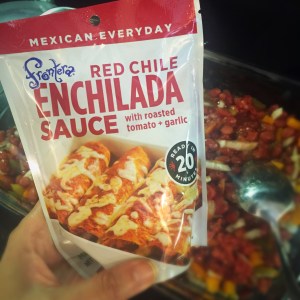 MEXICAN EVERYDAY
Frontera
RED CHILE
ENCHILADA
SAUCE with roasted
tomato + garlic
READY IN
20
MINUTES